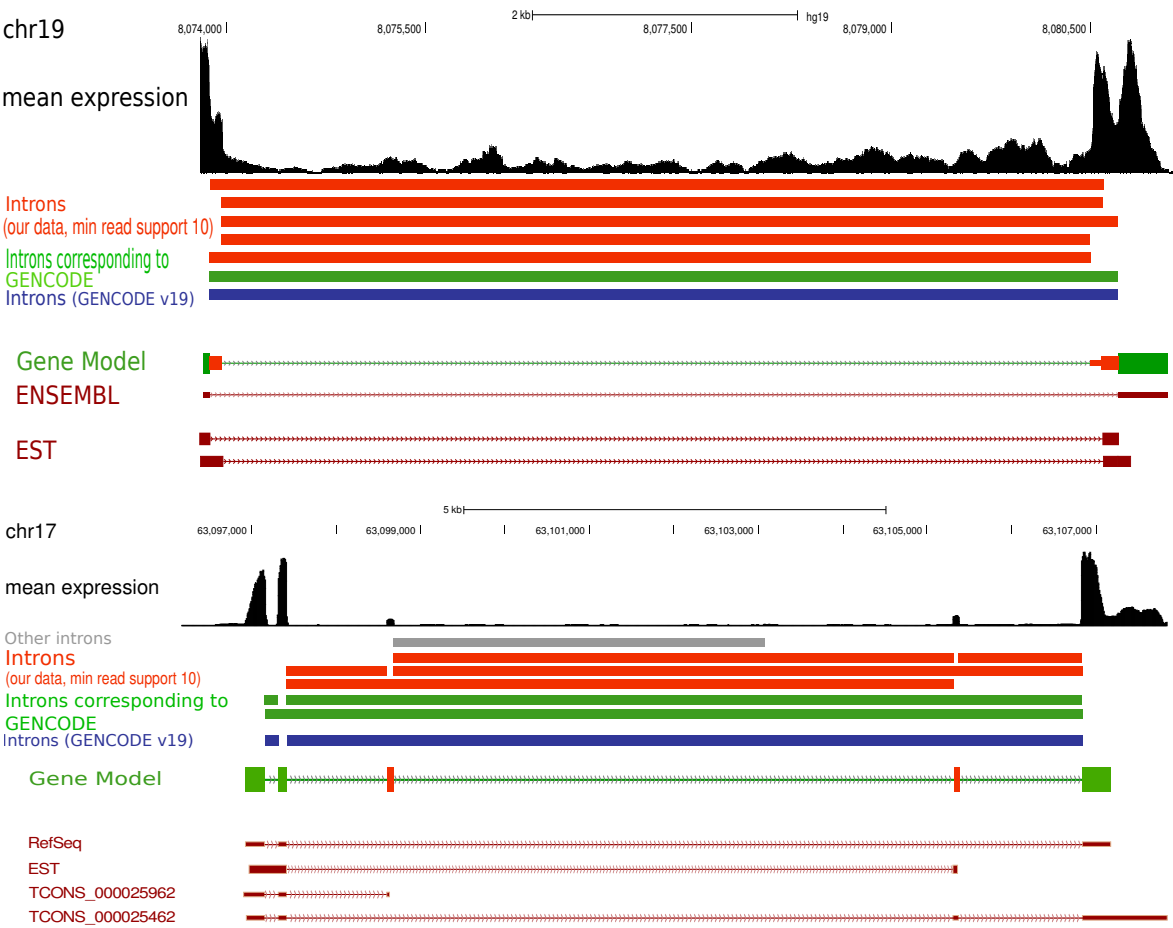 chr19
2 kb hg19
8,074,000 8,075,500 8,077,500 8,079,000 8,080,500
mean expression
Introns
(our data, min read support 10)
Introns corresponding to
GENCODE
Introns (GENCODE v19)
Gene Model
ENSEMBL
EST
5 kb
chr17
63,097,000 63,099,000 63,101,000 63,103,000 63,105,000 63,107,000
mean expression
Other introns
Introns
(our data, min read support 10)
Introns corresponding to
GENCODE
Introns (GENCODE v19)
Gene Model
RefSeq
EST
TCONS_000025962
TCONS_000025462